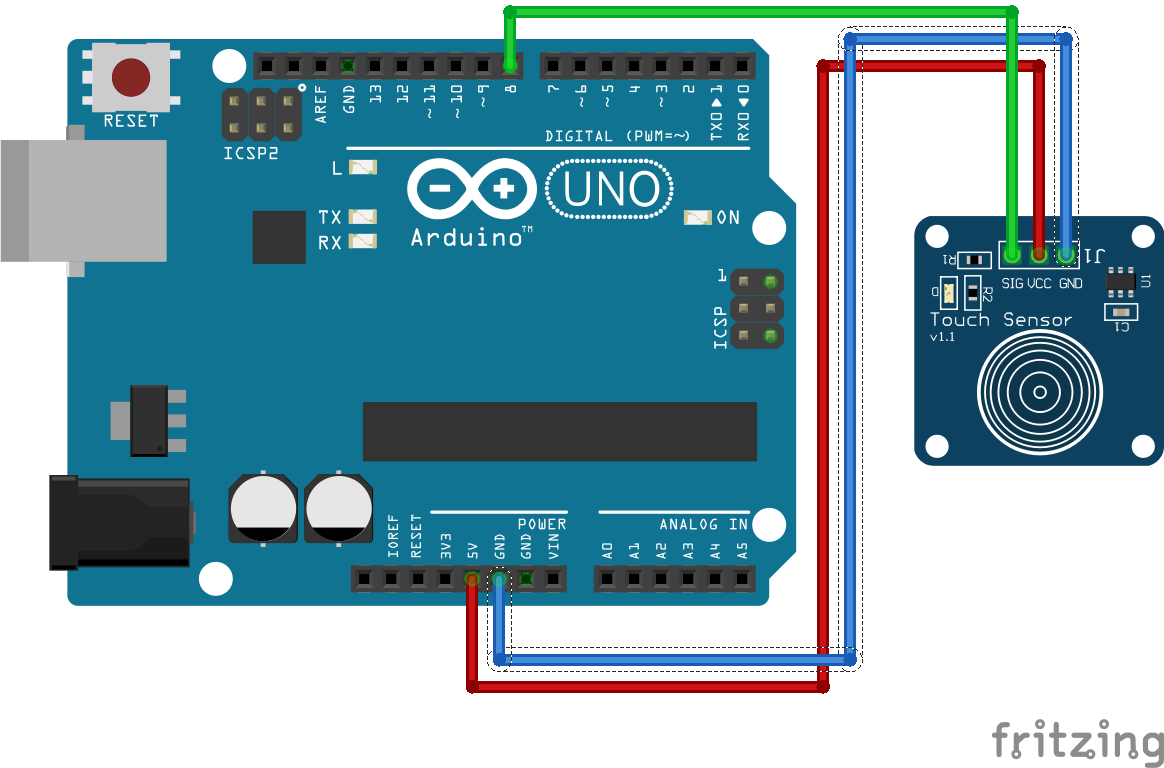 RESET
ICSP2
AREF
GND
13
12
~11
~10
~9
8
7
~6
~5
4
~3
2
TX0▶1
RX0◀0
DIGITAL (PWM=~)
L
TX
RX
Arduino™
UNO
ON
1
ICSP
R1
J1
SIG VCC GND
U1
D
R2
C1
Touch Sensor
v1.1
IOREF
RESET
3V3
5V
GND
GND
VIN
POWER
ANALOG IN
A0
A1
A2
A3
A4
A5
fritzing